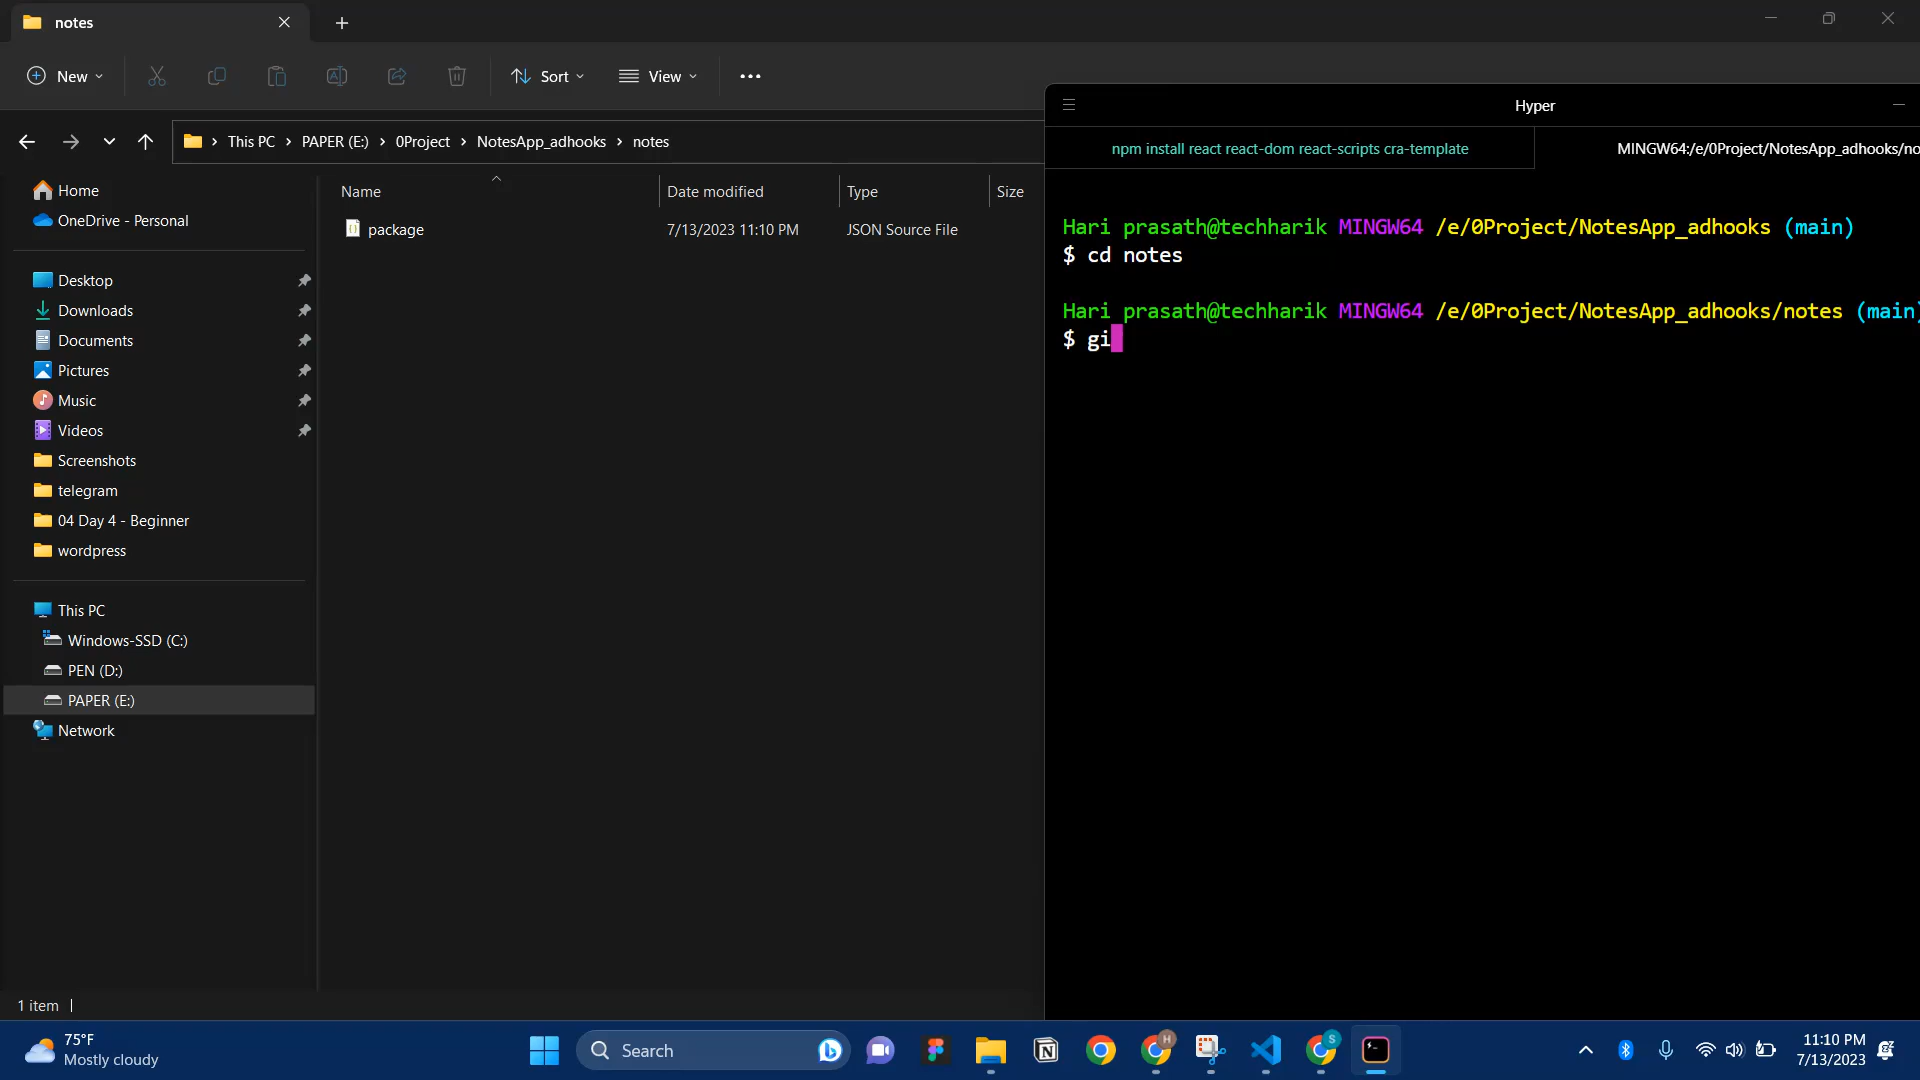 notes
New
Sort
View
This PC
PAPER (E:)
0Project
NotesApp_adhooks
notes
Home
OneDrive - Personal
Desktop
Downloads
Documents
Pictures
Music
Videos
Screenshots
telegram
04 Day 4 - Beginner
wordpress
This PC
Windows-SSD (C:)
PEN (D:)
PAPER (E:)
Network
Name
Date modified
Type
Size
package
7/13/2023 11:10 PM
JSON Source File
1 item
Hyper
npm install react react-dom react-scripts cra-template
MINGW64:/e/0Project/NotesApp_adhooks/no
Hari prasath@techharik MINGW64 /e/0Project/NotesApp_adhooks (main)
$ cd notes
Hari prasath@techharik MINGW64 /e/0Project/NotesApp_adhooks/notes (main)
$ gi
75°F
Mostly cloudy
Search
H
S
11:10 PM
7/13/2023